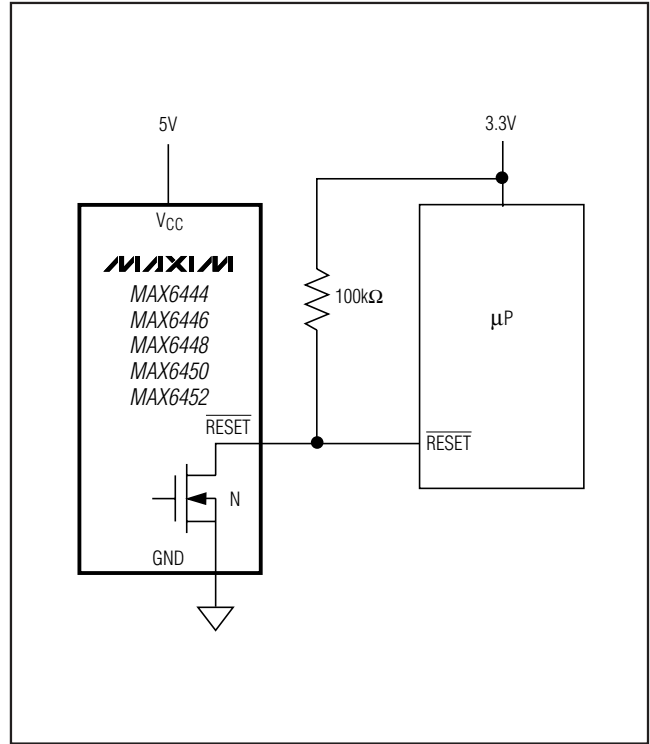 5V
3.3V
VCC
MAXIM
MAX6444
MAX6446
MAX6448
MAX6450
MAX6452
RESET
N
GND
100kΩ
μP
RESET